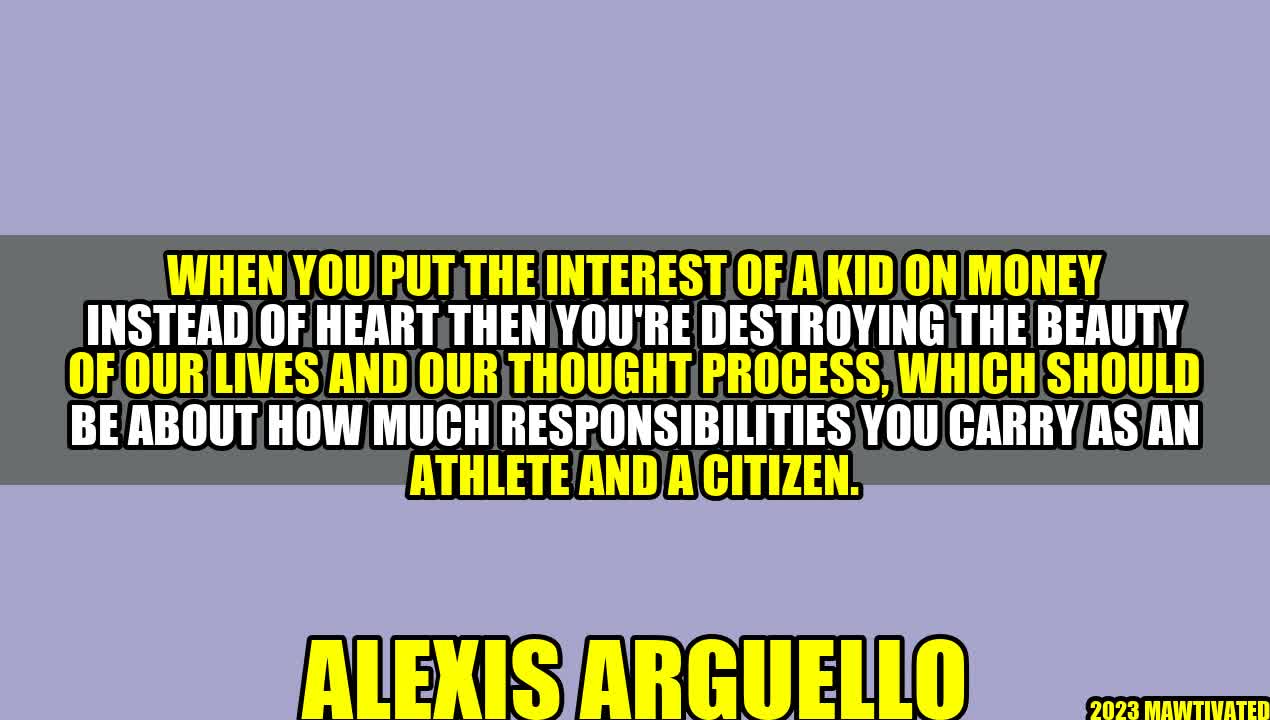 WHEN YOU PUT THE INTEREST OF A KID ON MONEY
INSTEAD OF HEART THEN YOU'RE DESTROYING THE BEAUTY
OF OUR LIVES AND OUR THOUGHT PROCESS, WHICH SHOULD
BE ABOUT HOW MUCH RESPONSIBILITIES YOU CARRY AS AN
ATHLETE AND A CITIZEN.
ALEXIS ARGUELLO
2023 MAWTIVATED